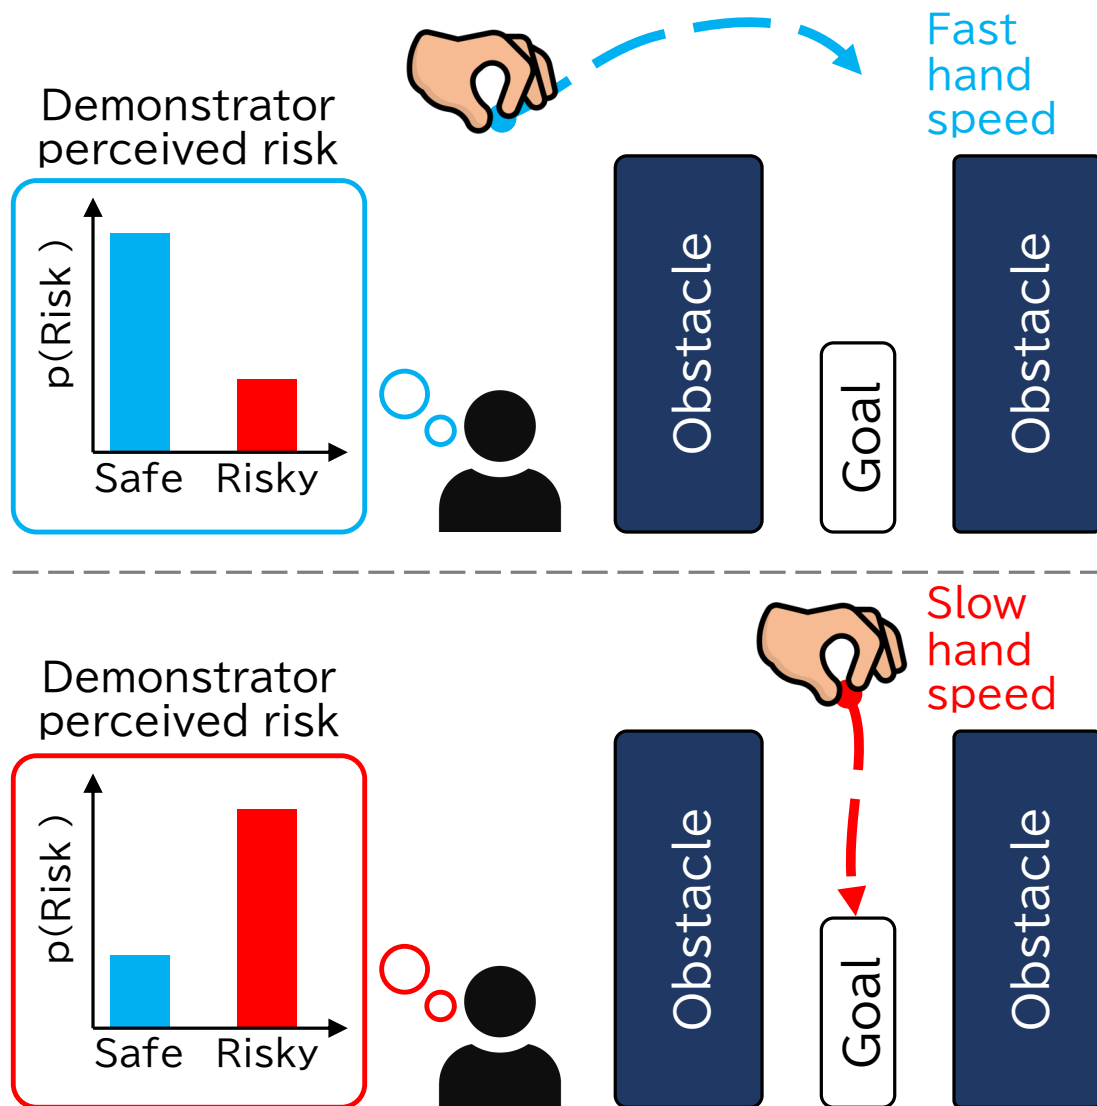 Fast
hand
speed
Demonstrator
perceived risk
p(Risk )
Safe Risky
Obstacle
Goal
Obstacle
Slow
hand
speed
Demonstrator
perceived risk
p(Risk )
Safe Risky
Obstacle
Goal
Obstacle